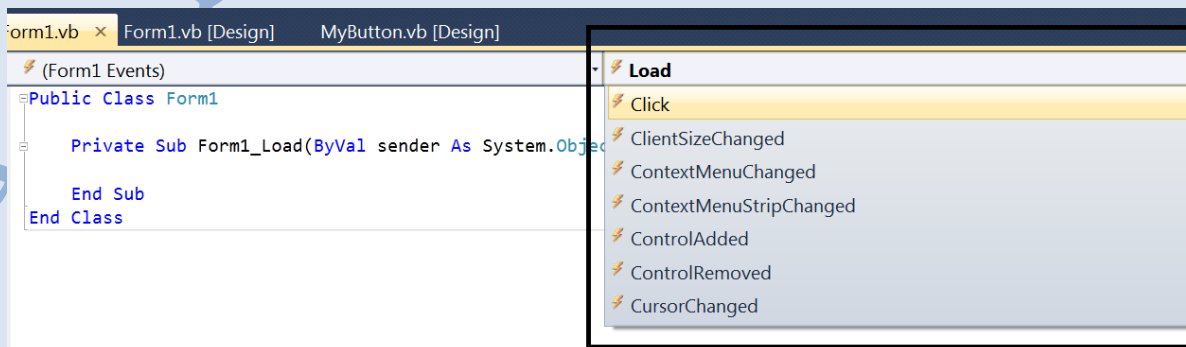 Form1.vb × Form1.vb [Design] MyButton.vb [Design]
(Form1 Events) Load
Public Class Form1
Private Sub Form1_Load(ByVal sender As System.Objec
End Sub
End Class
Click
ClientSizeChanged
ContextMenuChanged
ContextMenuStripChanged
ControlAdded
ControlRemoved
CursorChanged